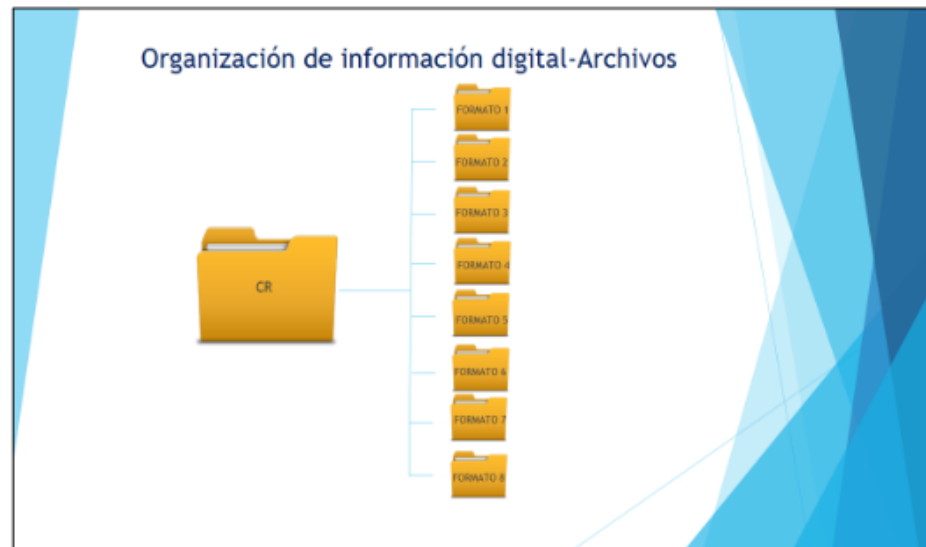 Organización de información digital-Archivos
FORMATO 1
FORMATO 2
FORMATO 3
FORMATO 4
CR
FORMATO 5
FORMATO 6
FORMATO 7
FORMATO 8